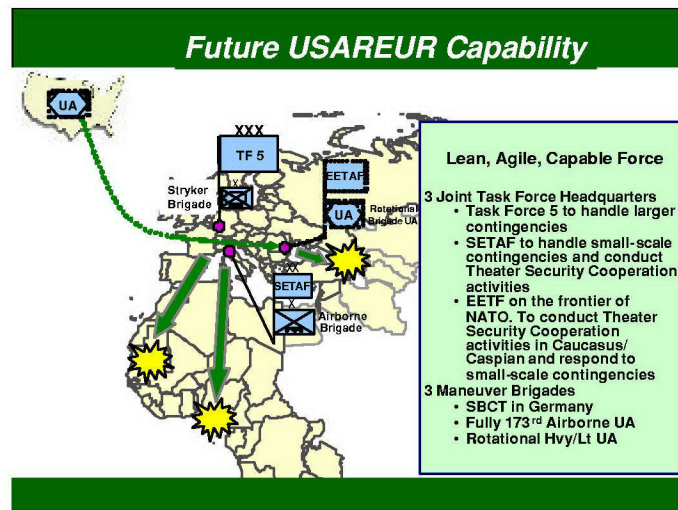 Future USAREUR Capability
UA
XXX
TF 5
XX
Stryker
Brigade
EETAF
UA
Rotational
Brigade UA
XX
SETAF
X
Airborne
Brigade
Lean, Agile, Capable Force
3 Joint Task Force Headquarters
• Task Force 5 to handle larger
contingencies
• SETAF to handle small-scale
contingencies and conduct
Theater Security Cooperation
activities
• EETF on the frontier of
NATO. To conduct Theater
Security Cooperation
activities in Caucasus/
Caspian and respond to
small-scale contingencies
3 Maneuver Brigades
• SBCT in Germany
• Fully 173rd Airborne UA
• Rotational Hvy/Lt UA